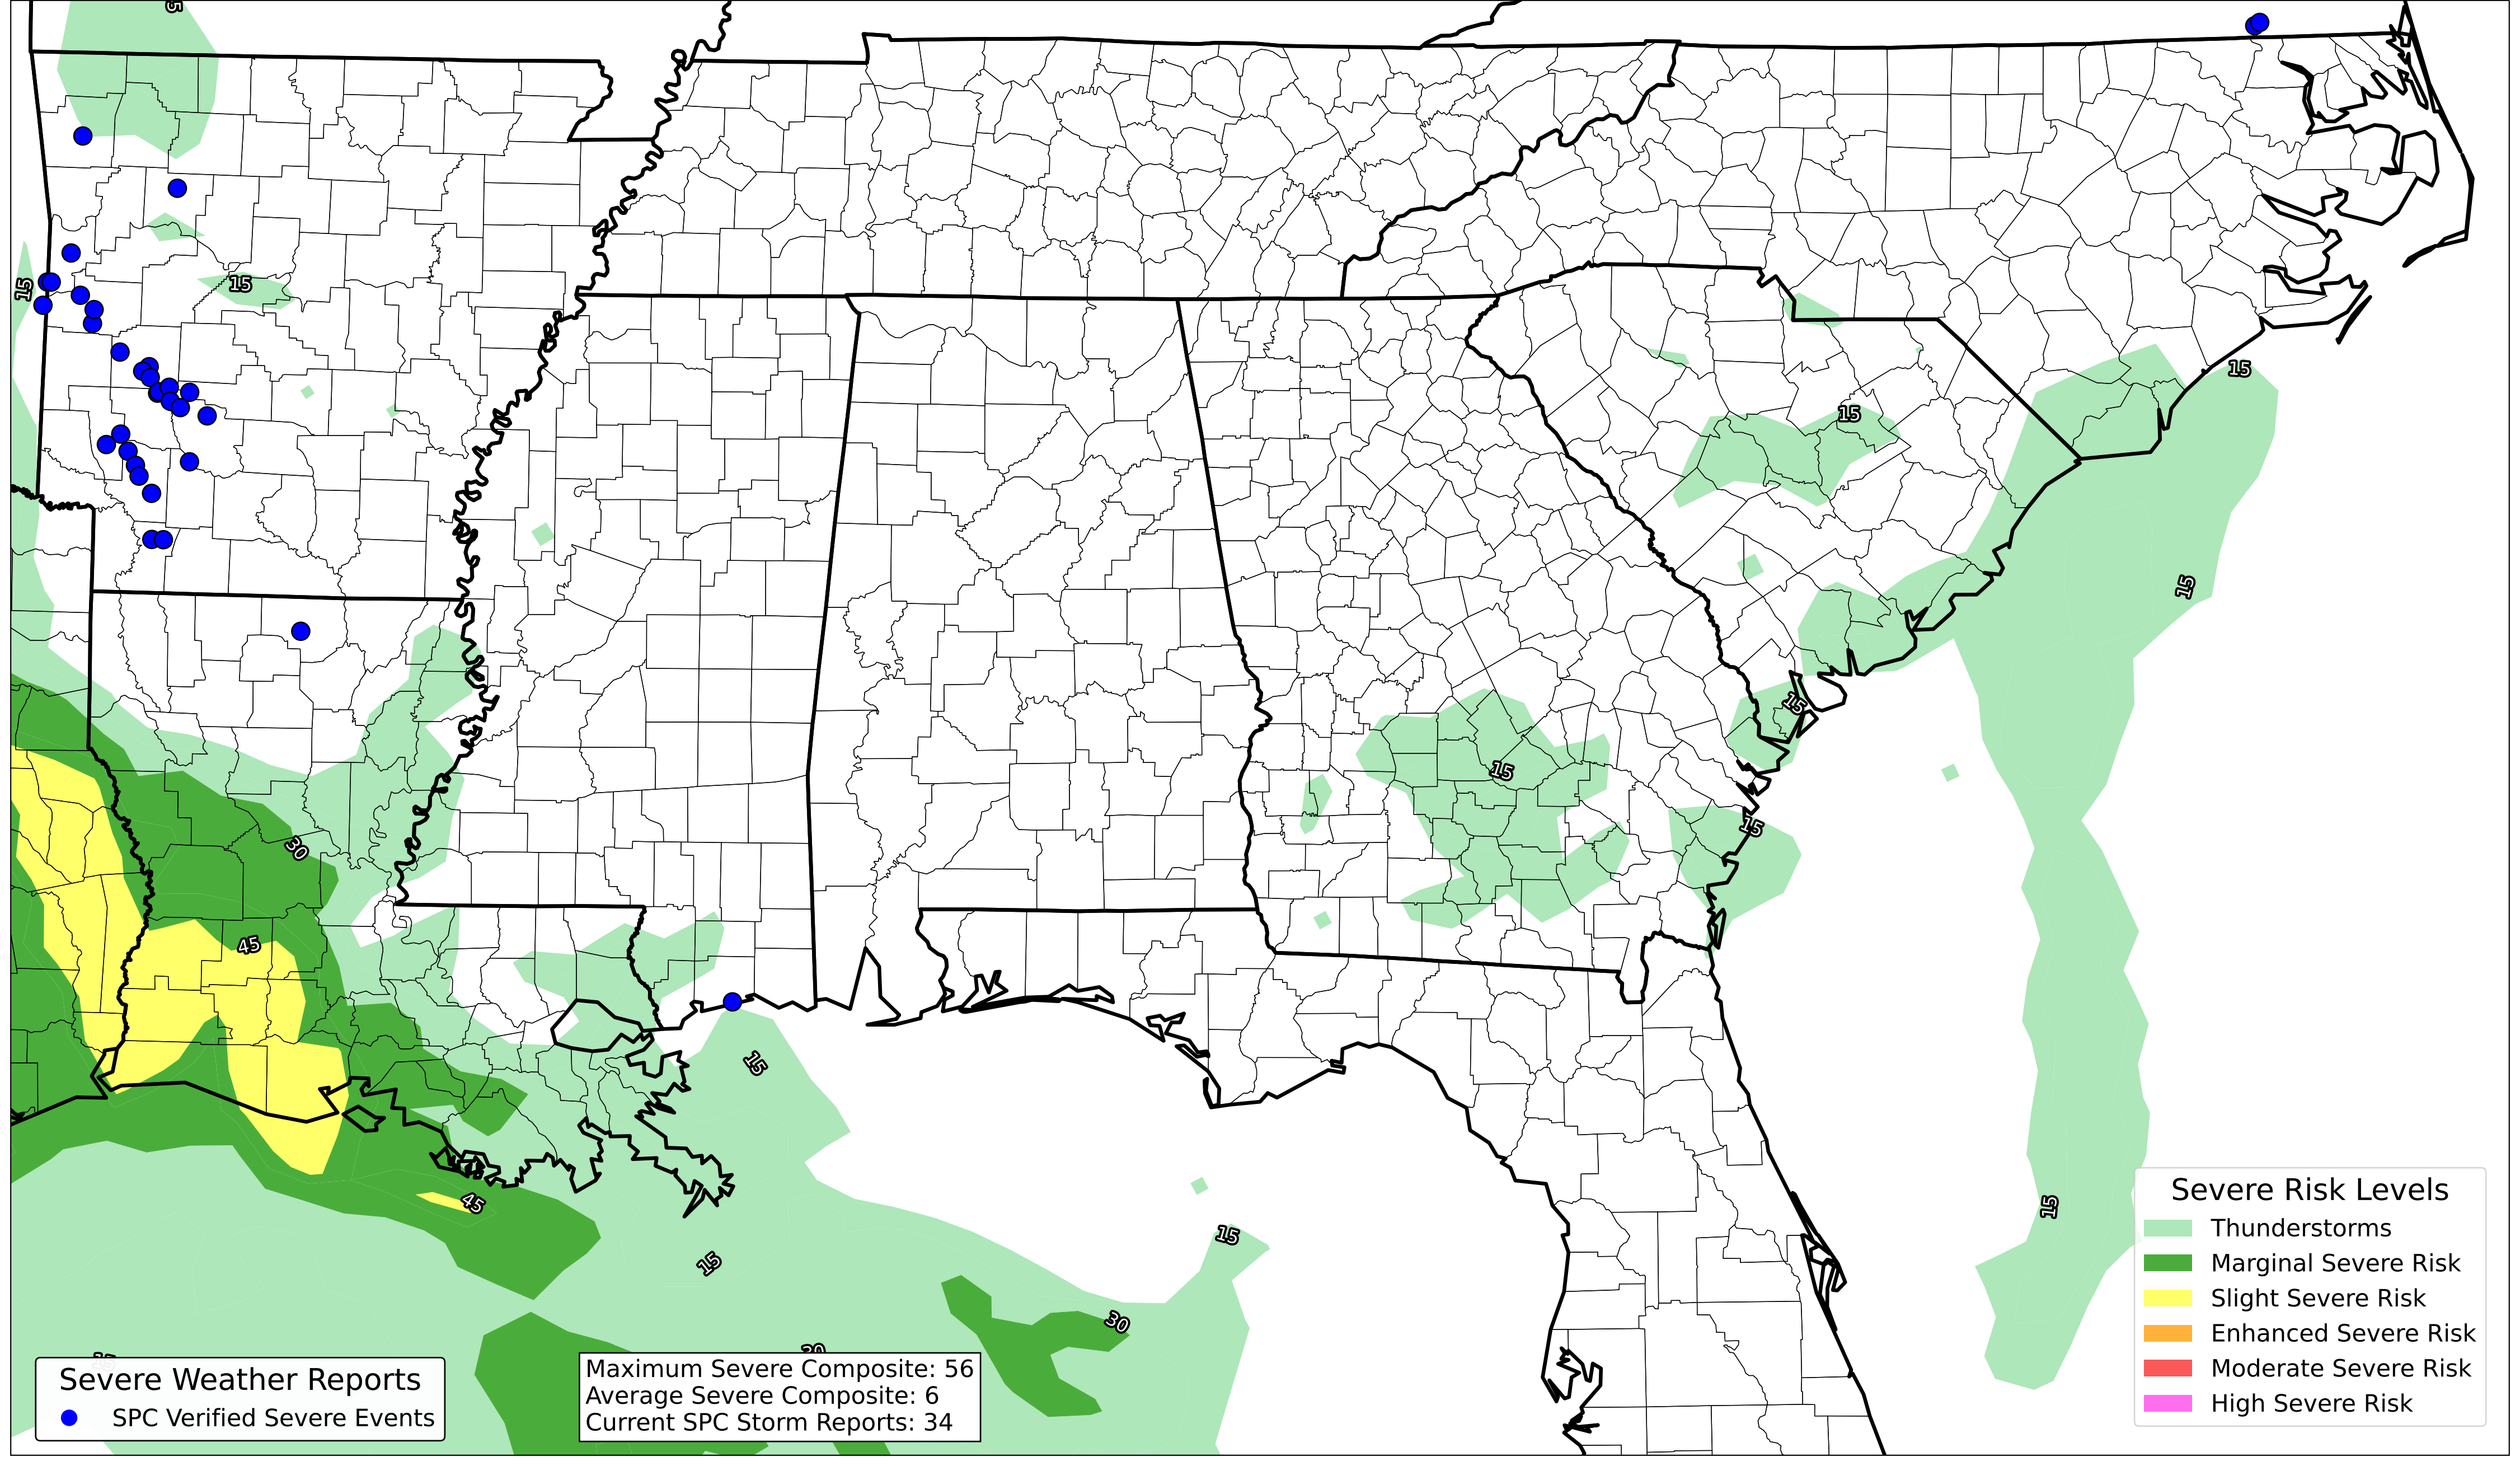 15
15
15
15
15
15
15
15
15
30
45
15
45
15
15
15
30
Severe Weather Reports
SPC Verified Severe Events
Maximum Severe Composite: 56
Average Severe Composite: 6
Current SPC Storm Reports: 34
Severe Risk Levels
Thunderstorms
Marginal Severe Risk
Slight Severe Risk
Enhanced Severe Risk
Moderate Severe Risk
High Severe Risk